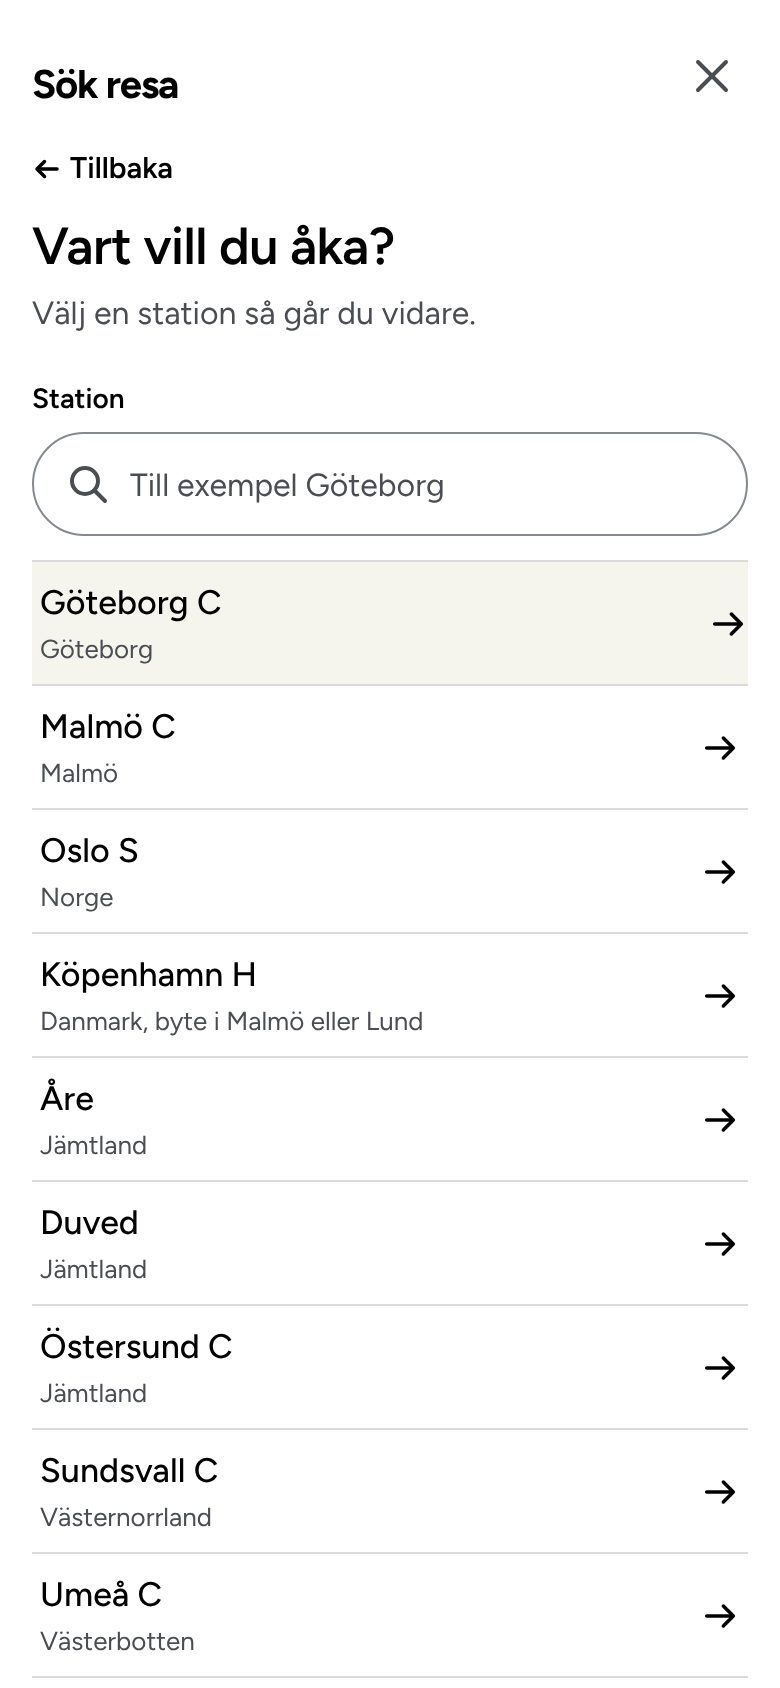 Sök resa
Tillbaka
Vart vill du åka?
Välj en station så går du vidare.
Station
Till exempel Göteborg
Göteborg C
Göteborg
Malmö C
Malmö
Oslo S
Norge
Köpenhamn H
Danmark, byte i Malmö eller Lund
Åre
Jämtland
Duved
Jämtland
Östersund C
Jämtland
Sundsvall C
Västernorrland
Umeå C
Västerbotten